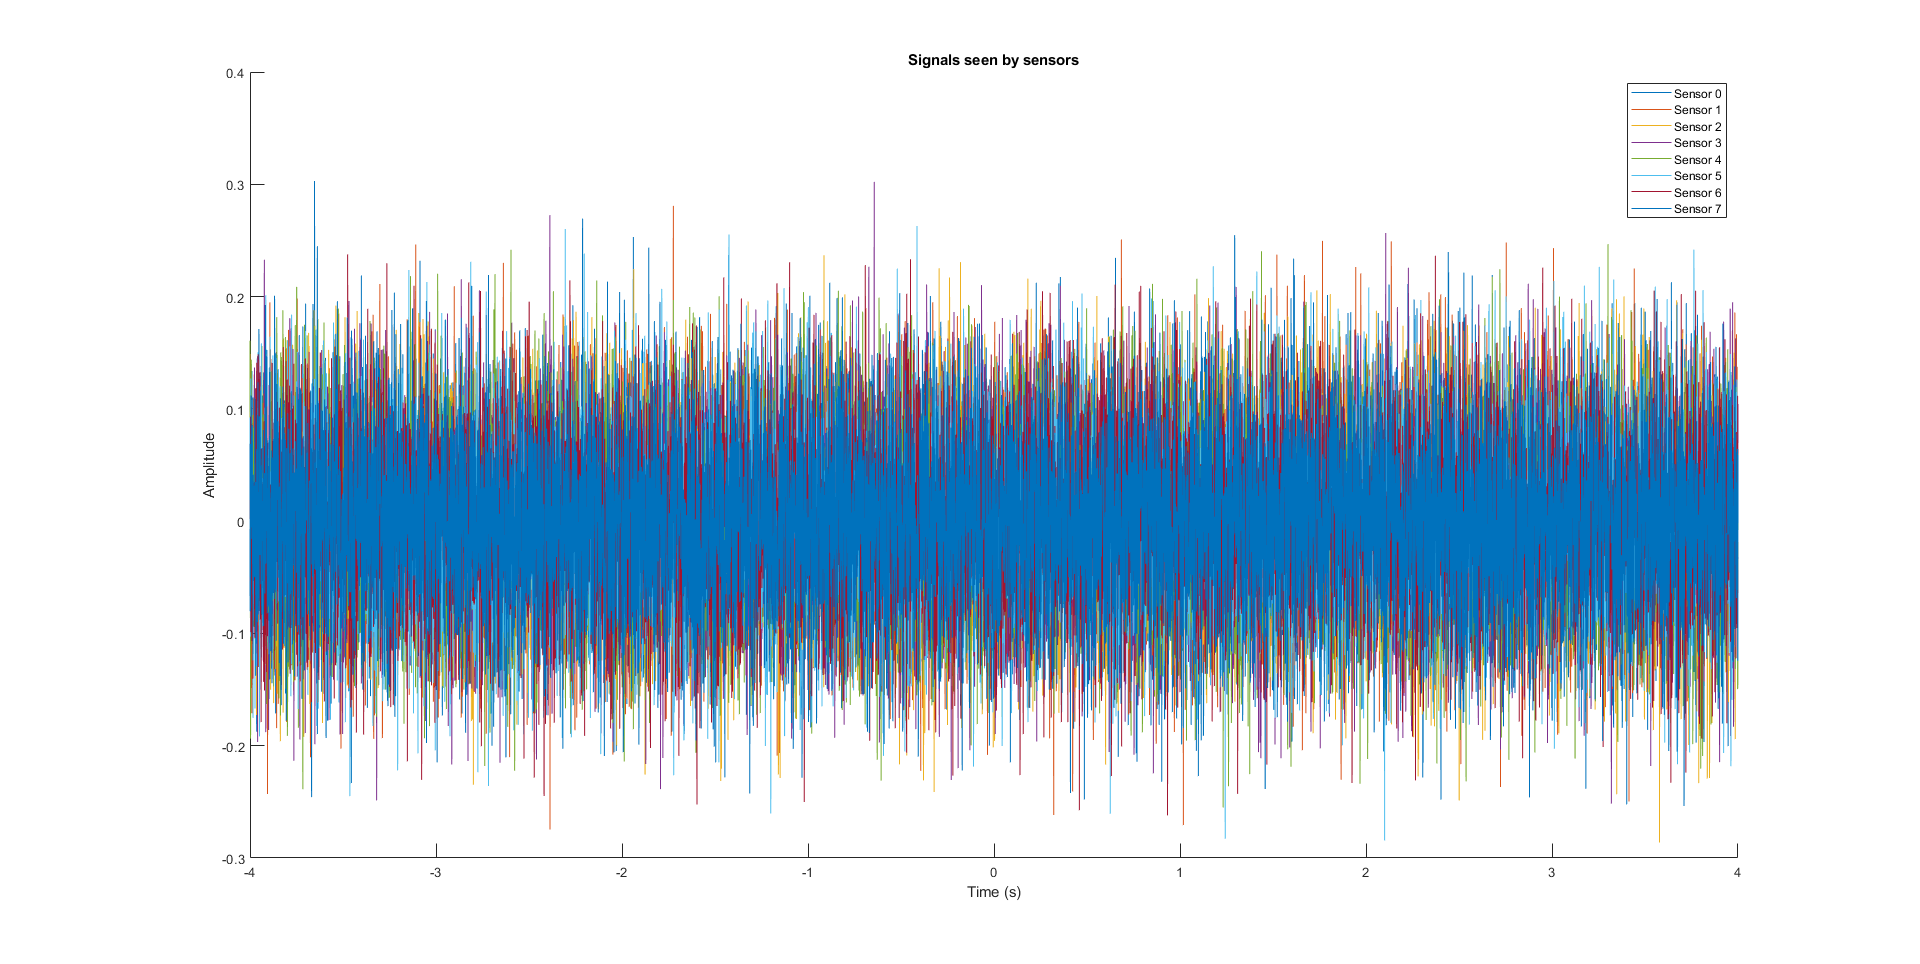 Signals seen by sensors
0.4
0.3
0.2
0.1
0
-0.1
-0.2
-0.3
Amplitude
Sensor 0
Sensor 1
Sensor 2
Sensor 3
Sensor 4
Sensor 5
Sensor 6
Sensor 7
-4 -3 -2 -1 0 1 2 3 4
Time (s)